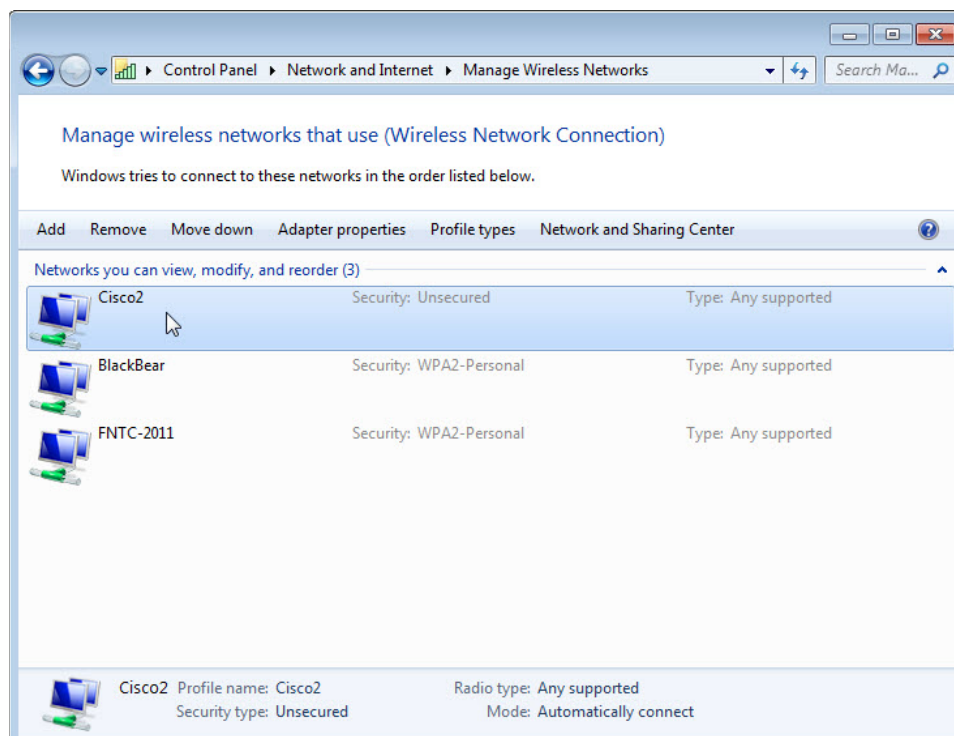 Control Panel Network and Internet Manage Wireless Networks Search Ma...
Manage wireless networks that use (Wireless Network Connection)
Windows tries to connect to these networks in the order listed below.
Add Remove Move down Adapter properties Profile types Network and Sharing Center
Networks you can view, modify, and reorder (3)
Cisco2 Security: Unsecured Type: Any supported
BlackBear Security: WPA2-Personal Type: Any supported
FNTC-2011 Security: WPA2-Personal Type: Any supported
Cisco2 Profile name: Cisco2 Radio type: Any supported
Security type: Unsecured Mode: Automatically connect